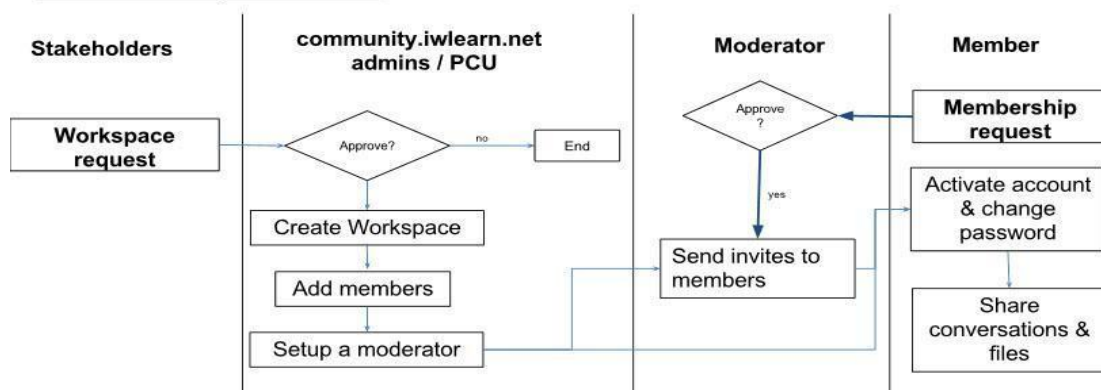 Stakeholders
community.iwlearn.net
admins / PCU
Moderator
Member
Workspace
request
Approve?
no
End
Approve
?
Membership
request
yes
Create Workspace
Add members
Setup a moderator
Send invites to
members
Activate account
& change
password
Share
conversations &
files